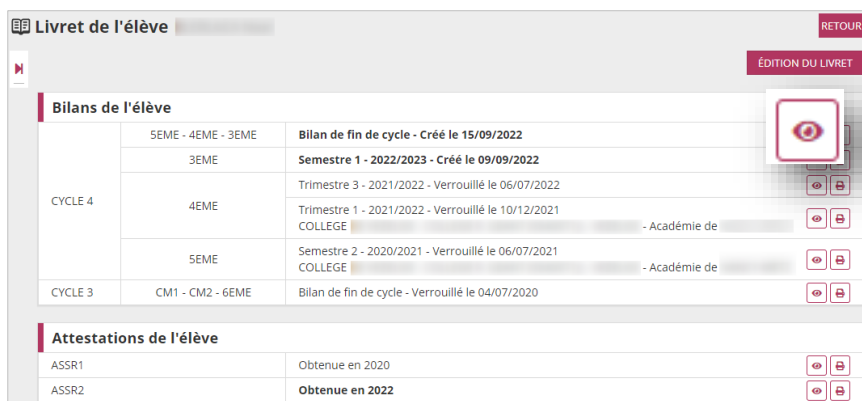 Livret de l'élève
RETOUR
ÉDITION DU LIVRET
Bilans de l'élève
5EME - 4EME - 3EME Bilan de fin de cycle - Créé le 15/09/2022
3EME Semestre 1 - 2022/2023 - Créé le 09/09/2022
CYCLE 4
4EME
Trimestre 3 - 2021/2022 - Verrouillé le 06/07/2022
Trimestre 1 - 2021/2022 - Verrouillé le 10/12/2021
COLLEGE - Académie de
5EME
Semestre 2 - 2020/2021 - Verrouillé le 06/07/2021
COLLEGE - Académie de
CYCLE 3 CM1 - CM2 - 6EME Bilan de fin de cycle - Verrouillé le 04/07/2020
Attestations de l'élève
ASSR1 Obtenue en 2020
ASSR2 Obtenue en 2022